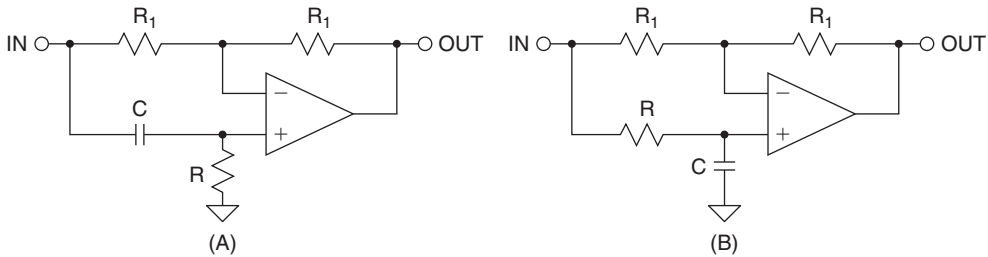 R₁ R₁ R₁ R₁
IN OUT IN OUT
C − R −
+ +
R C
(A) (B)